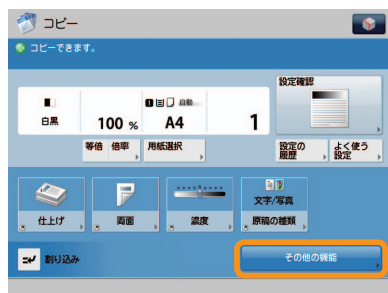 コピー
コピーできます。
設定確認
自動
白黒 100 % A4 1
等倍 倍率 用紙選択 設定の履歴 よく使う設定
文字/写真
仕上げ 両面 濃度 原稿の種類
割り込み その他の機能